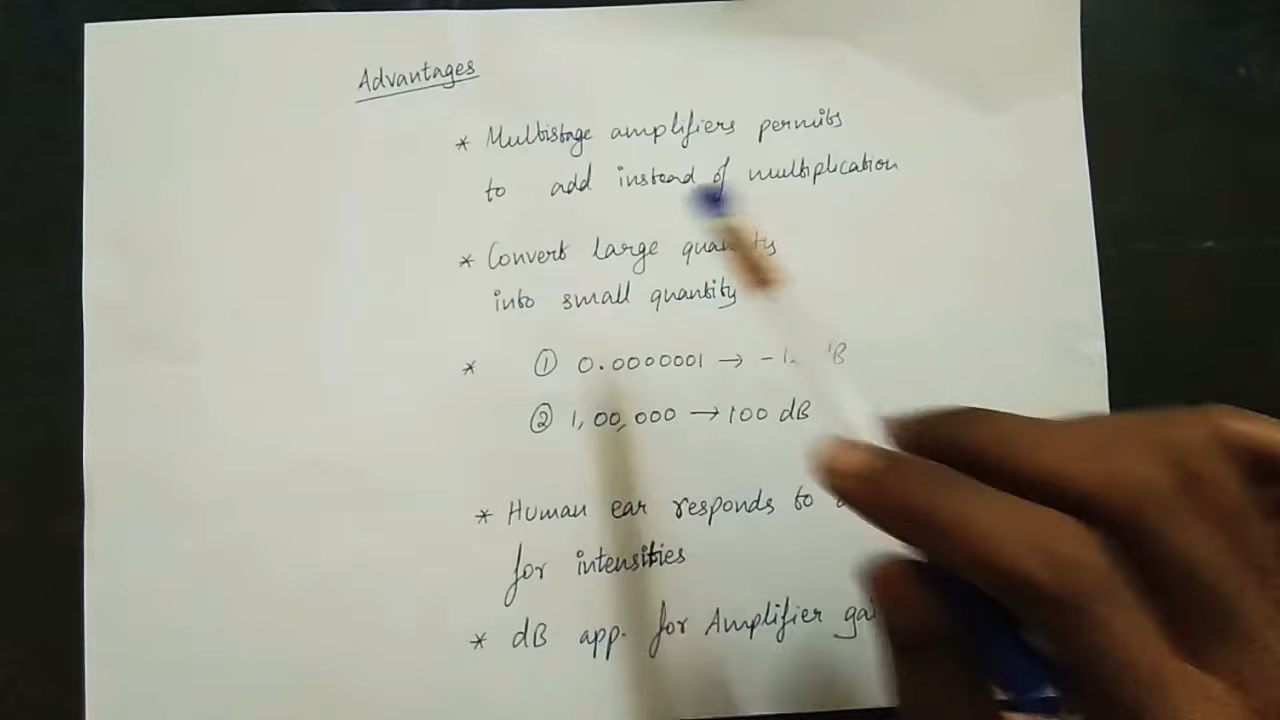 Advantages
* Multistage amplifiers permits
to add instead of multiplication
* Convert large quantity
into small quantity
* ① 0.0000001 →
② 1,00,000 → 100 dB
* Human ear responds to
for intensities
* dB app. for Amplifier